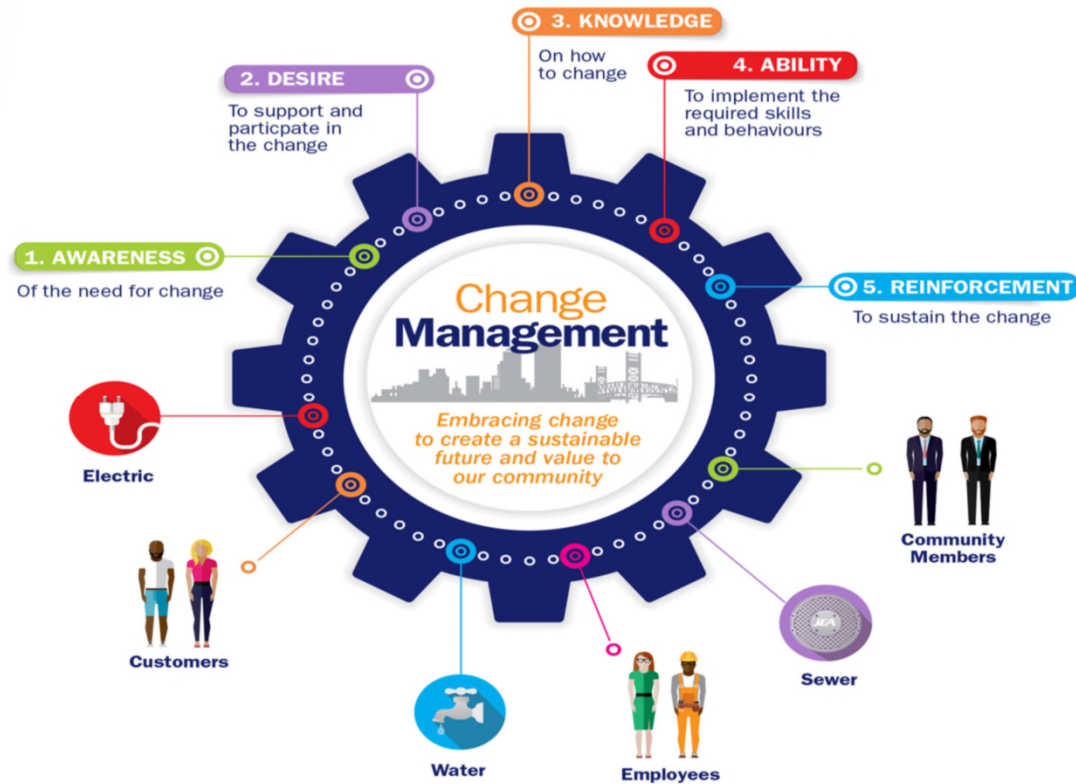 3. KNOWLEDGE
On how
to change
2. DESIRE
To support and
particpate in
the change
4. ABILITY
To implement the
required skills
and behaviours
1. AWARENESS
Of the need for change
5. REINFORCEMENT
To sustain the change
Change
Management
Embracing change
to create a sustainable
future and value to
our community
Electric
Customers
Water
Employees
JEA
Sewer
Community
Members